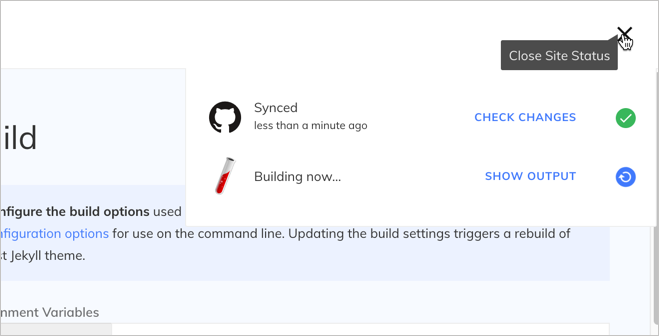 Close Site Status
Synced
less than a minute ago
CHECK CHANGES
ild
Building now...
SHOW OUTPUT
nfigure the build options used
nfiguration options for use on the command line. Updating the build settings triggers a rebuild of
st Jekyll theme.
nment Variables